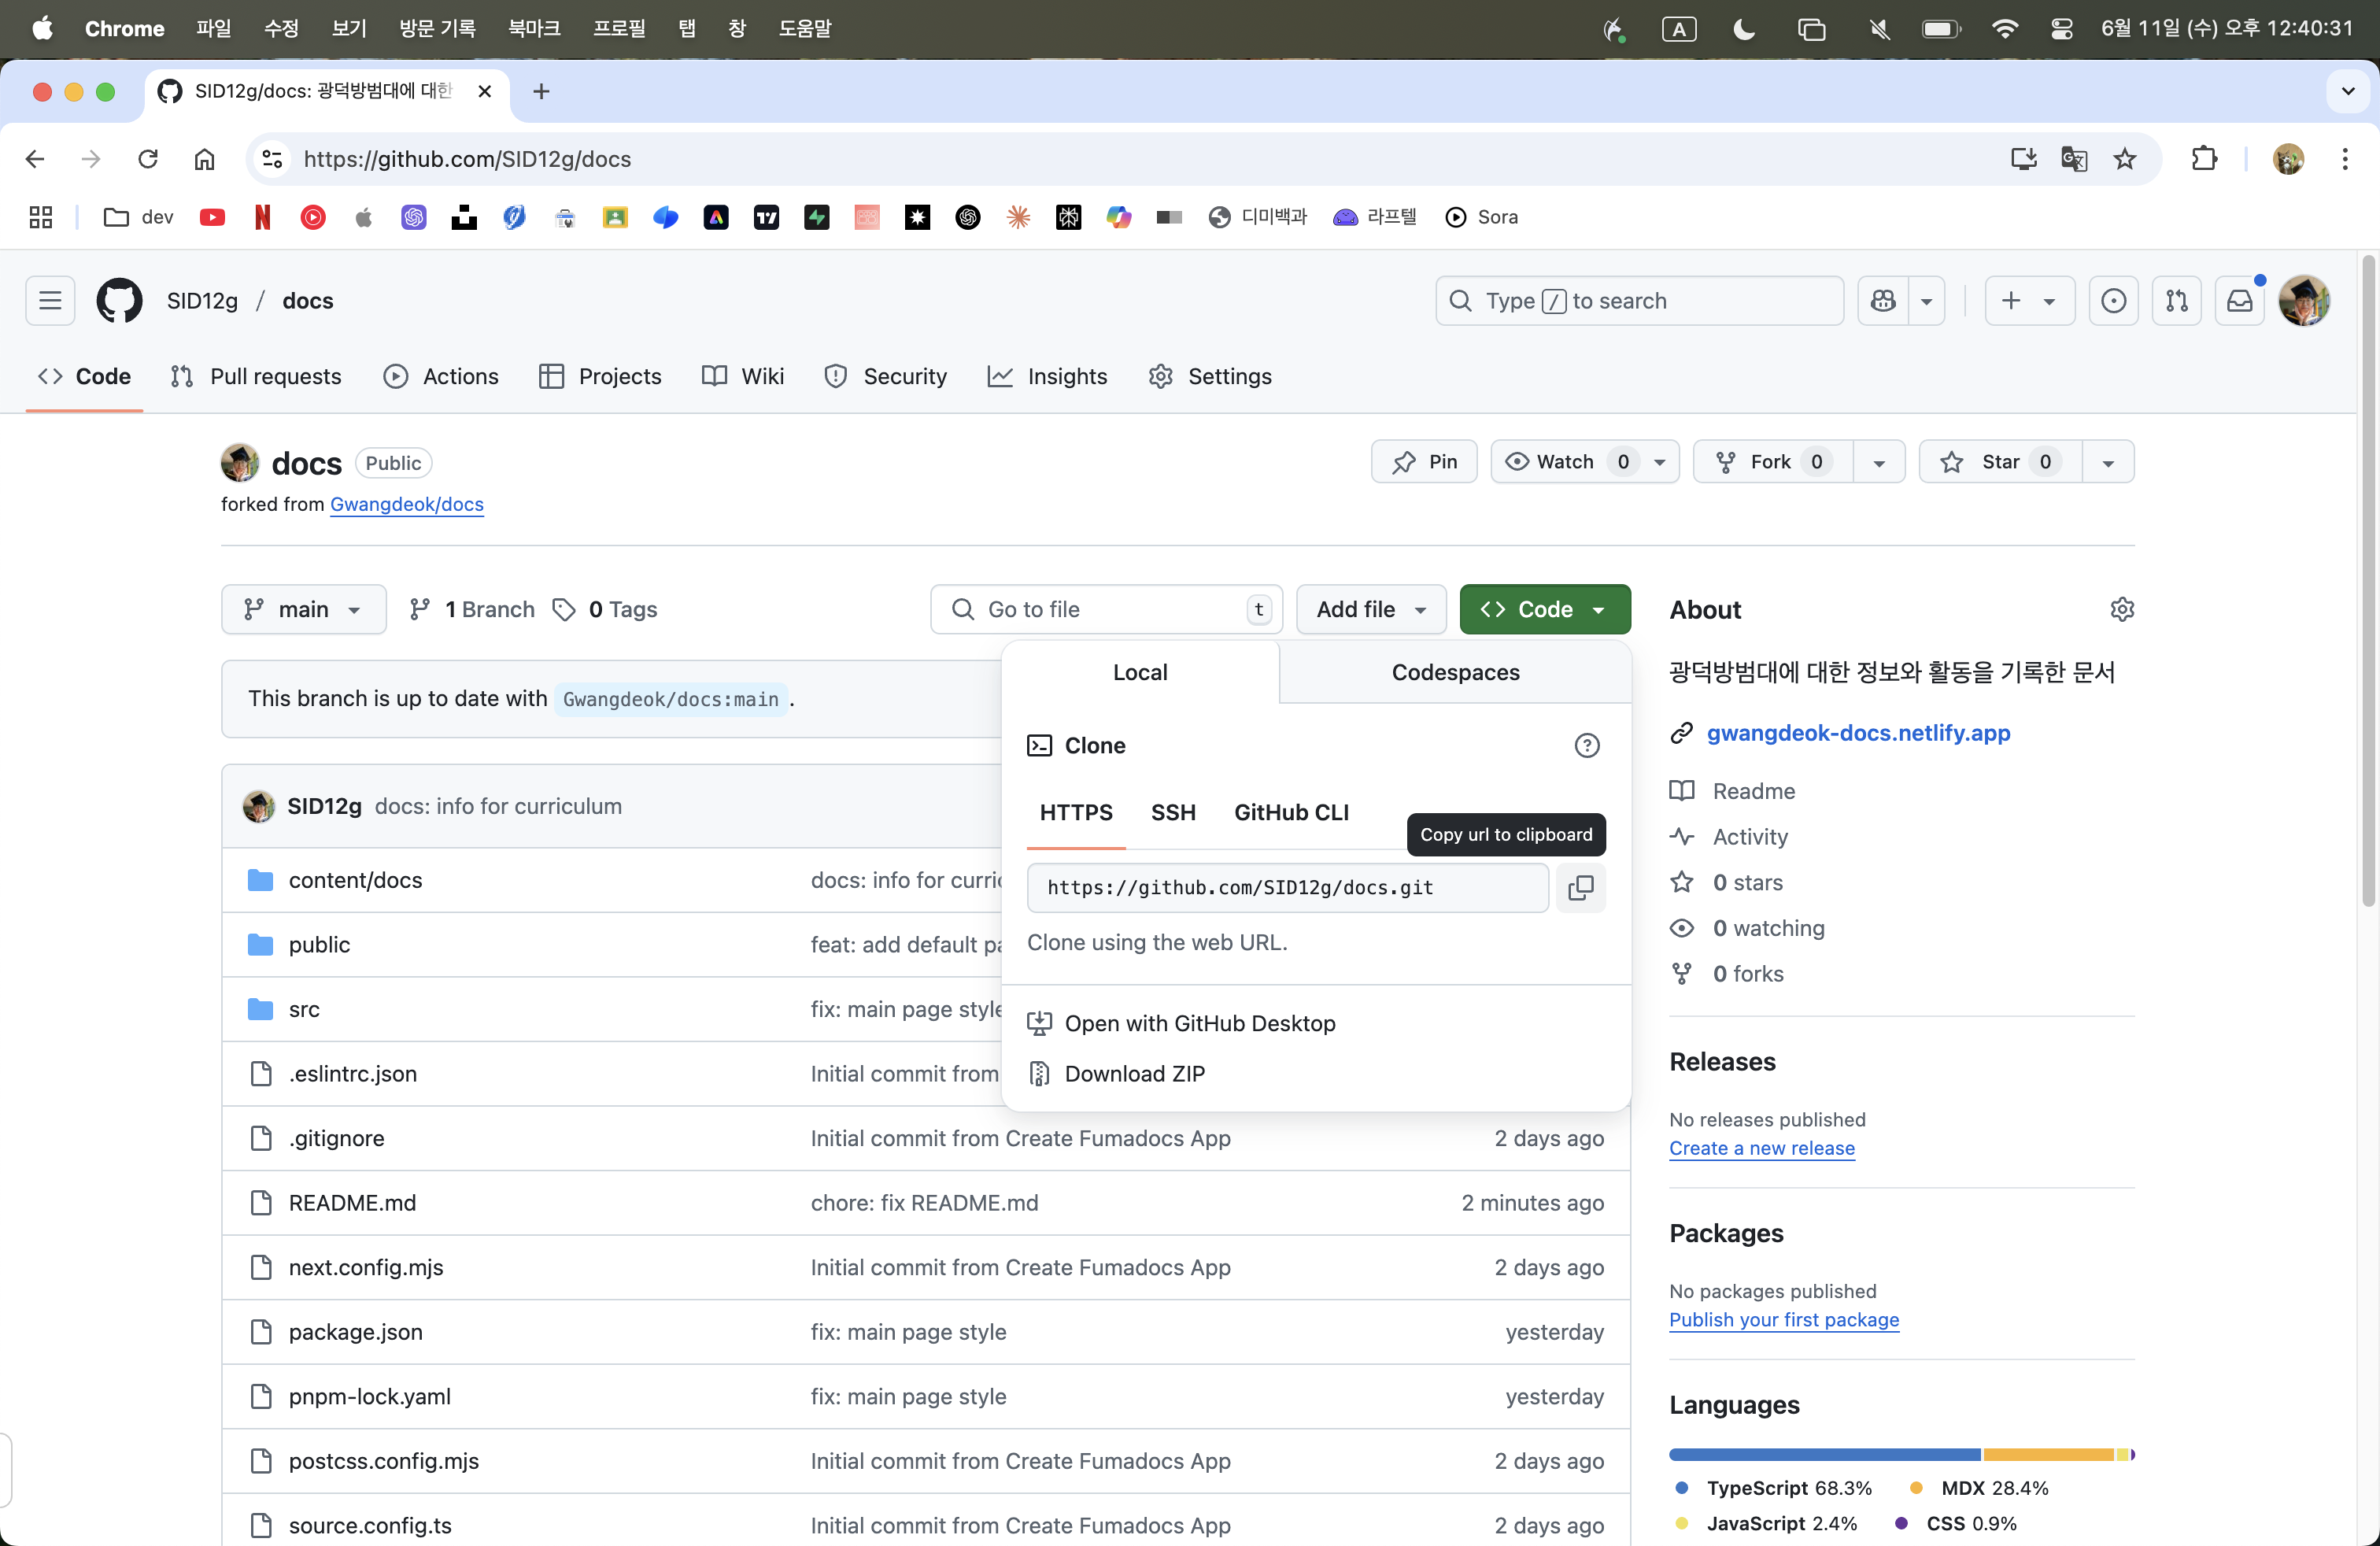 Chrome 파일 수정 보기 방문 기록 북마크 프로필 탭 창 도움말 A 6월 11일 (수) 오후 12:40:31
SID12g/docs: 광덕방범대에 대한
https://github.com/SID12g/docs
dev 디미백과 라프텔 Sora
SID12g / docs Type / to search
Code Pull requests Actions Projects Wiki Security Insights Settings
docs Public Pin Watch 0 Fork 0 Star 0
forked from Gwangdeok/docs
main 1 Branch 0 Tags Go to file t Add file Code
This branch is up to date with Gwangdeok/docs:main .
SID12g docs: info for curriculum
content/docs docs: info for curric
public feat: add default pa
src fix: main page style
.eslintrc.json Initial commit from
.gitignore Initial commit from Create Fumadocs App 2 days ago
README.md chore: fix README.md 2 minutes ago
next.config.mjs Initial commit from Create Fumadocs App 2 days ago
package.json fix: main page style yesterday
pnpm-lock.yaml fix: main page style yesterday
postcss.config.mjs Initial commit from Create Fumadocs App 2 days ago
source.config.ts Initial commit from Create Fumadocs App 2 days ago
Local Codespaces
Clone
HTTPS SSH GitHub CLI
Copy url to clipboard
https://github.com/SID12g/docs.git
Clone using the web URL.
Open with GitHub Desktop
Download ZIP
About
광덕방범대에 대한 정보와 활동을 기록한 문서
gwangdeok-docs.netlify.app
Readme
Activity
0 stars
0 watching
0 forks
Releases
No releases published
Create a new release
Packages
No packages published
Publish your first package
Languages
TypeScript 68.3% MDX 28.4%
JavaScript 2.4% CSS 0.9%